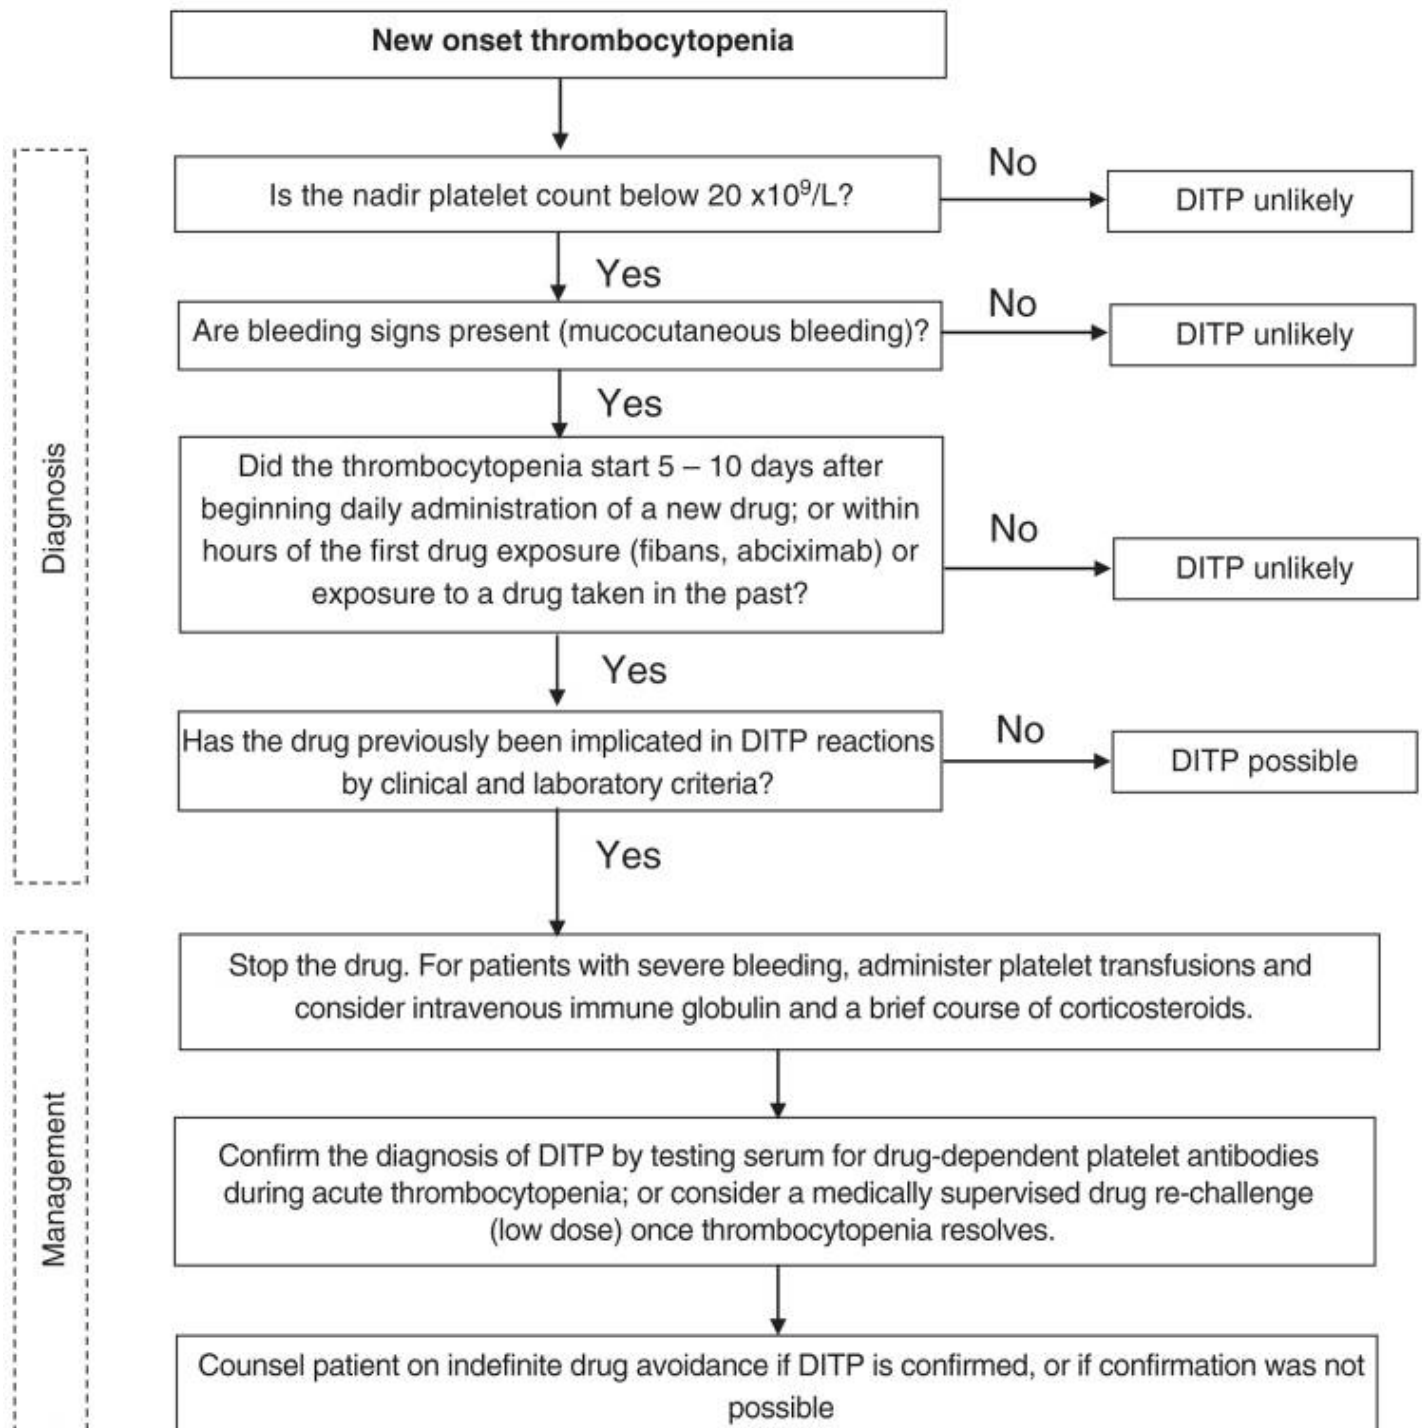 New onset thrombocytopenia
Diagnosis
Is the nadir platelet count below 20 x10⁹/L?
No
DITP unlikely
Yes
Are bleeding signs present (mucocutaneous bleeding)?
No
DITP unlikely
Yes
Did the thrombocytopenia start 5 – 10 days after
beginning daily administration of a new drug; or within
hours of the first drug exposure (fibans, abciximab) or
exposure to a drug taken in the past?
No
DITP unlikely
Yes
Has the drug previously been implicated in DITP reactions
by clinical and laboratory criteria?
No
DITP possible
Yes
Management
Stop the drug. For patients with severe bleeding, administer platelet transfusions and
consider intravenous immune globulin and a brief course of corticosteroids.
Confirm the diagnosis of DITP by testing serum for drug-dependent platelet antibodies
during acute thrombocytopenia; or consider a medically supervised drug re-challenge
(low dose) once thrombocytopenia resolves.
Counsel patient on indefinite drug avoidance if DITP is confirmed, or if confirmation was not
possible